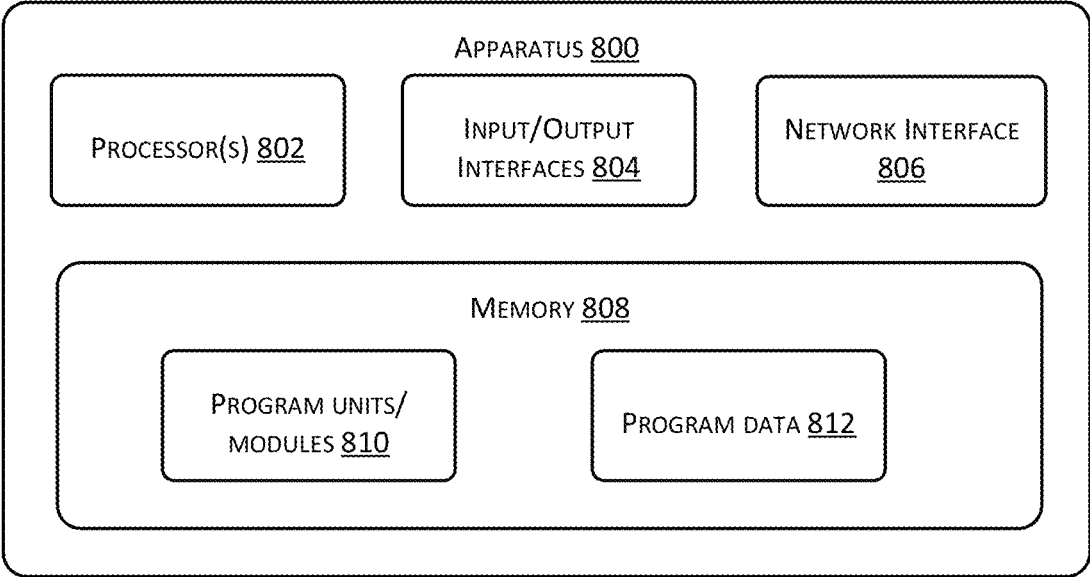 APPARATUS 800
PROCESSOR(S) 802
INPUT/OUTPUT
INTERFACES 804
NETWORK INTERFACE
806
MEMORY 808
PROGRAM UNITS/
MODULES 810
PROGRAM DATA 812